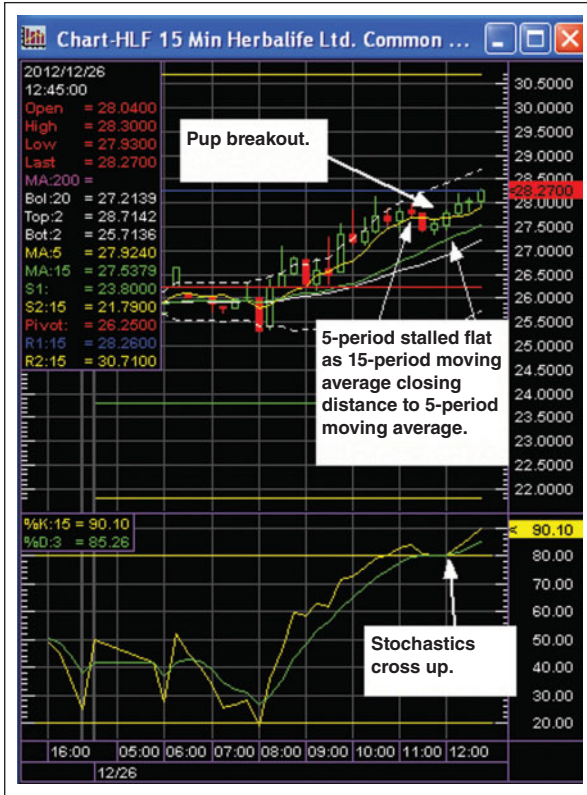 Chart-HLF 15 Min Herbalife Ltd. Common ...
2012/12/26
12:45:00
Open = 28.0400
High = 28.3000
Low = 27.9300
Last = 28.2700
MA:200 =
Bol:20 = 27.2139
Top:2 = 28.7142
Bot:2 = 25.7136
MA:5 = 27.9240
MA:15 = 27.5379
S1: = 23.8000
S2:15 = 21.7900
Pivot: = 26.2500
R1:15 = 28.2600
R2:15 = 30.7100
Pup breakout.
5-period stalled flat
as 15-period moving
average closing
distance to 5-period
moving average.
30.5000
30.0000
29.5000
29.0000
28.5000
28.2700
28.0000
27.5000
27.0000
26.5000
26.0000
25.5000
25.0000
24.5000
24.0000
23.5000
23.0000
22.5000
22.0000
%K:15 = 90.10
%D:3 = 85.26
< 90.10
80.00
70.00
60.00
50.00
40.00
30.00
20.00
Stochastics
cross up.
16:00 05:00 06:00 07:00 08:00 09:00 10:00 11:00 12:00
12/26